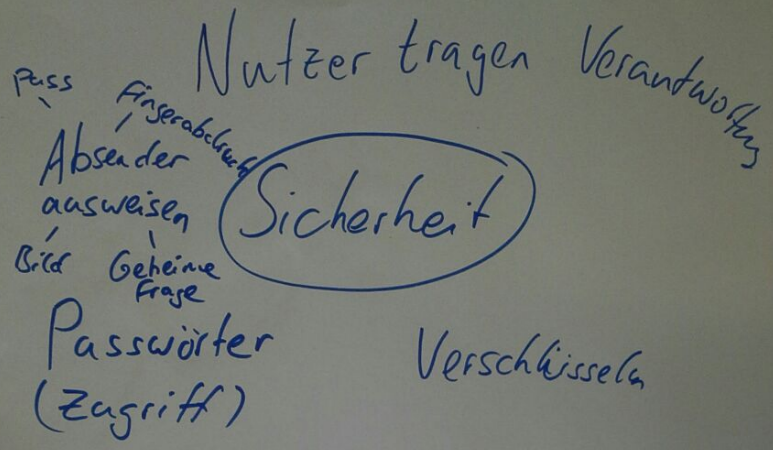 Nutzer tragen Verantwortung
Pass
Fingerabdruck
Absender
ausweisen
Bild
Geheime
Frage
Sicherheit
Passwörter
(Zugriff)
Verschlüsseln